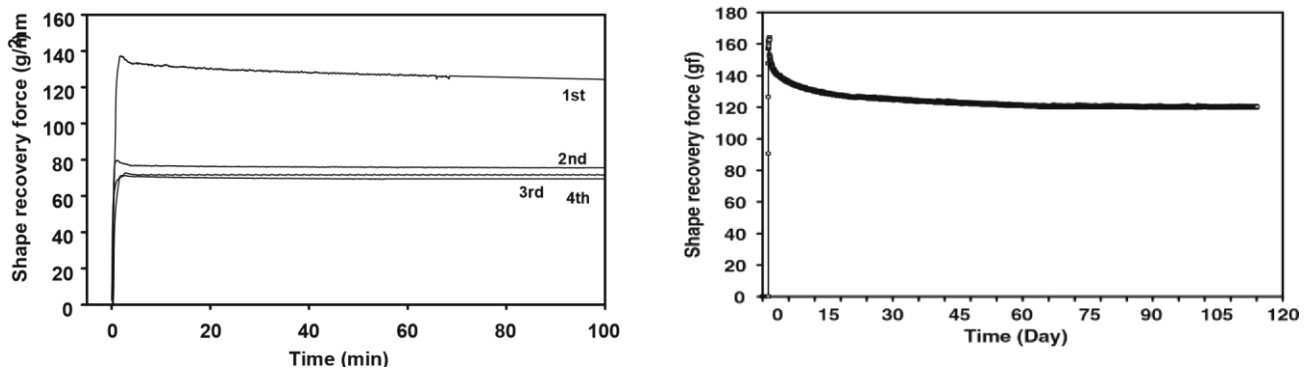 Shape recovery force (g/mm2)
160
140
120
100
80
60
40
20
0
1st
2nd
3rd
4th
0 20 40 60 80 100
Time (min)
Shape recovery force (gf)
180
160
140
120
100
80
60
40
20
0
0 15 30 45 60 75 90 105 120
Time (Day)